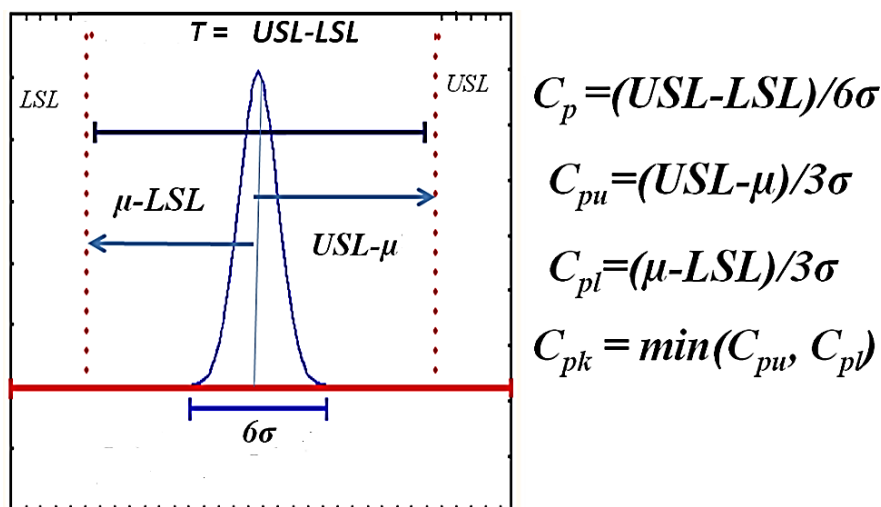 T = USL-LSL
LSL
USL
μ-LSL
USL-μ
6σ
Cp =(USL-LSL)/6σ
Cpu=(USL-μ)/3σ
Cpl=(μ-LSL)/3σ
Cpk = min(Cpu, Cpl)